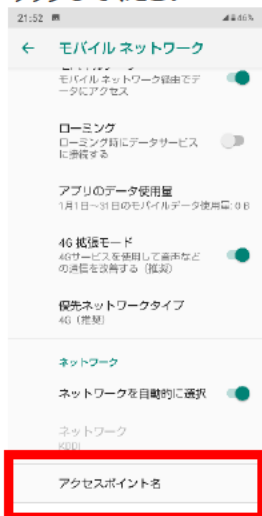 21:52
46%
← モバイル ネットワーク
モバイル ネットワーク経由でデ
ータにアクセス
ローミング
ローミング時にデータサービス
に接続する
アプリのデータ使用量
1月1日～31日のモバイルデータ使用量: 0 B
4G 拡張モード
4Gサービスを使用して音声など
の通信を改善する（推奨）
優先ネットワークタイプ
4G（推奨）
ネットワーク
ネットワークを自動的に選択
ネットワーク
KDDI
アクセスポイント名